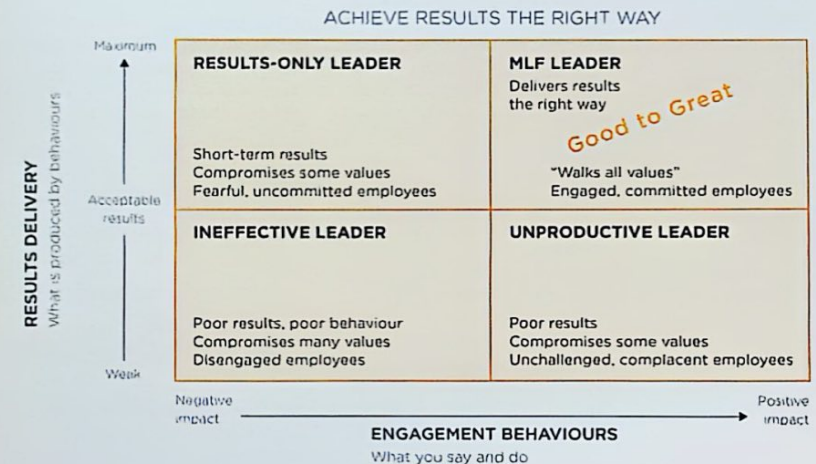 ACHIEVE RESULTS THE RIGHT WAY
RESULTS DELIVERY
What is produced by behaviours
Maximum
Acceptable
results
Weak
RESULTS-ONLY LEADER
Short-term results
Compromises some values
Fearful, uncommitted employees
MLF LEADER
Delivers results
the right way
Good to Great
"Walks all values"
Engaged, committed employees
INEFFECTIVE LEADER
Poor results, poor behaviour
Compromises many values
Disengaged employees
UNPRODUCTIVE LEADER
Poor results
Compromises some values
Unchallenged, complacent employees
Negative
impact
Positive
impact
ENGAGEMENT BEHAVIOURS
What you say and do